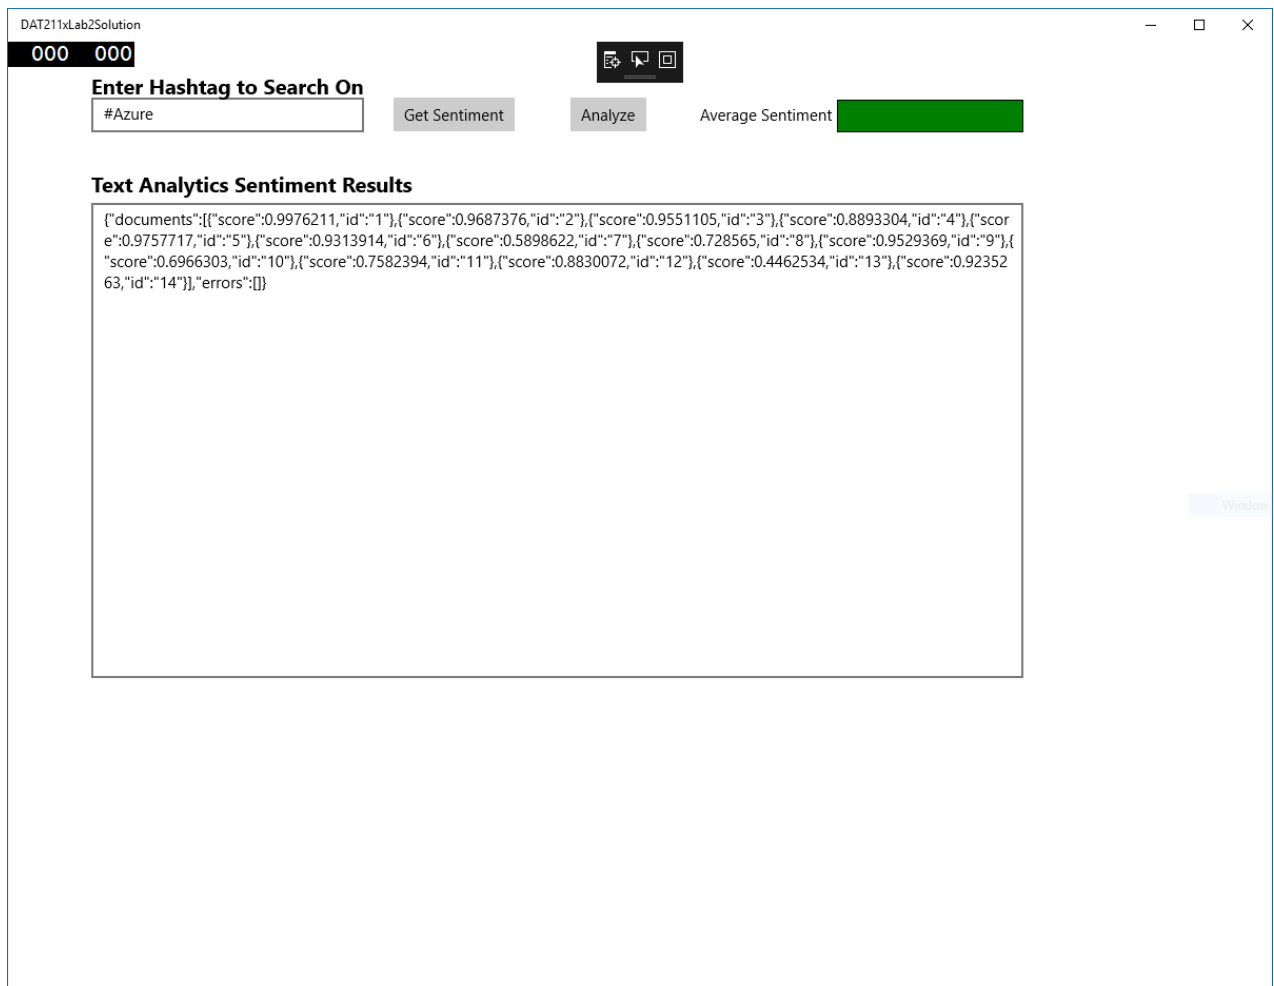 DAT211xLab2Solution
000 000
Enter Hashtag to Search On
#Azure
Get Sentiment
Analyze
Average Sentiment
Text Analytics Sentiment Results
{"documents":[{"score":0.9976211,"id":"1"},{"score":0.9687376,"id":"2"},{"score":0.9551105,"id":"3"},{"score":0.8893304,"id":"4"},{"scor
e":0.9757717,"id":"5"},{"score":0.9313914,"id":"6"},{"score":0.5898622,"id":"7"},{"score":0.728565,"id":"8"},{"score":0.9529369,"id":"9"},{
"score":0.6966303,"id":"10"},{"score":0.7582394,"id":"11"},{"score":0.8830072,"id":"12"},{"score":0.4462534,"id":"13"},{"score":0.92352
63,"id":"14"}],"errors":[]}
Window